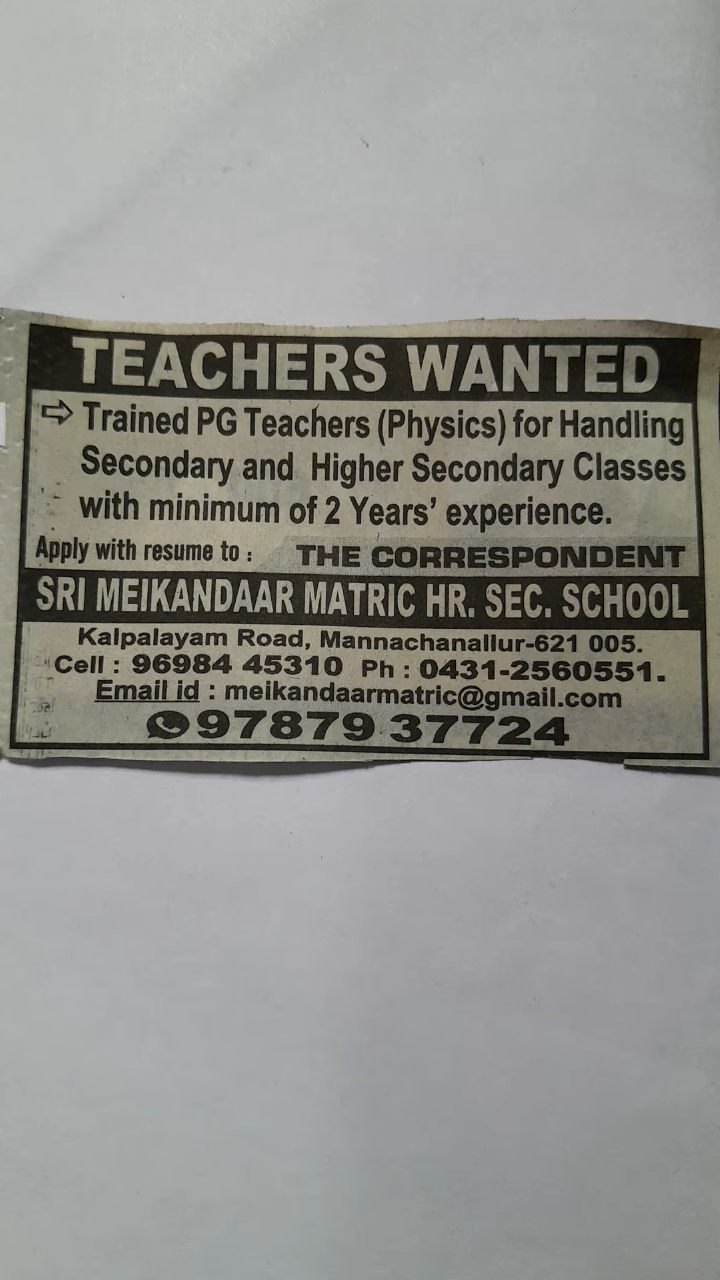 TEACHERS WANTED
⇨ Trained PG Teachers (Physics) for Handling
Secondary and Higher Secondary Classes
with minimum of 2 Years' experience.
Apply with resume to : THE CORRESPONDENT
SRI MEIKANDAAR MATRIC HR. SEC. SCHOOL
Kalpalayam Road, Mannachanallur-621 005.
Cell : 96984 45310 Ph : 0431-2560551.
Email id : meikandaarmatric@gmail.com
97879 37724